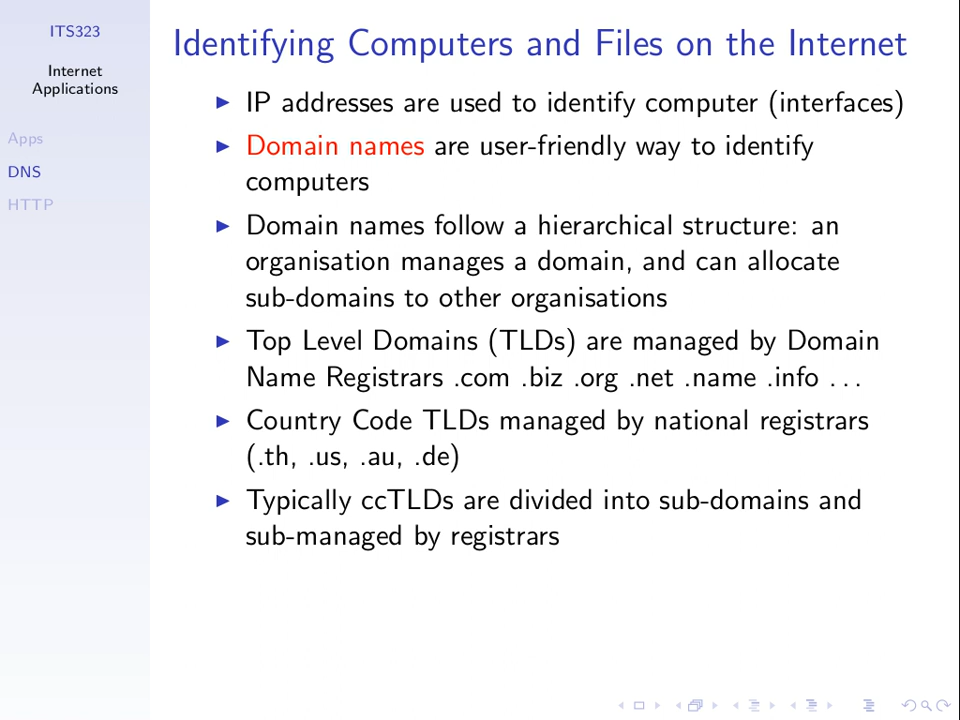 ITS323
Internet
Applications
Apps
DNS
HTTP
Identifying Computers and Files on the Internet
IP addresses are used to identify computer (interfaces)
Domain names are user-friendly way to identify
computers
Domain names follow a hierarchical structure: an
organisation manages a domain, and can allocate
sub-domains to other organisations
Top Level Domains (TLDs) are managed by Domain
Name Registrars .com .biz .org .net .name .info ...
Country Code TLDs managed by national registrars
(.th, .us, .au, .de)
Typically ccTLDs are divided into sub-domains and
sub-managed by registrars